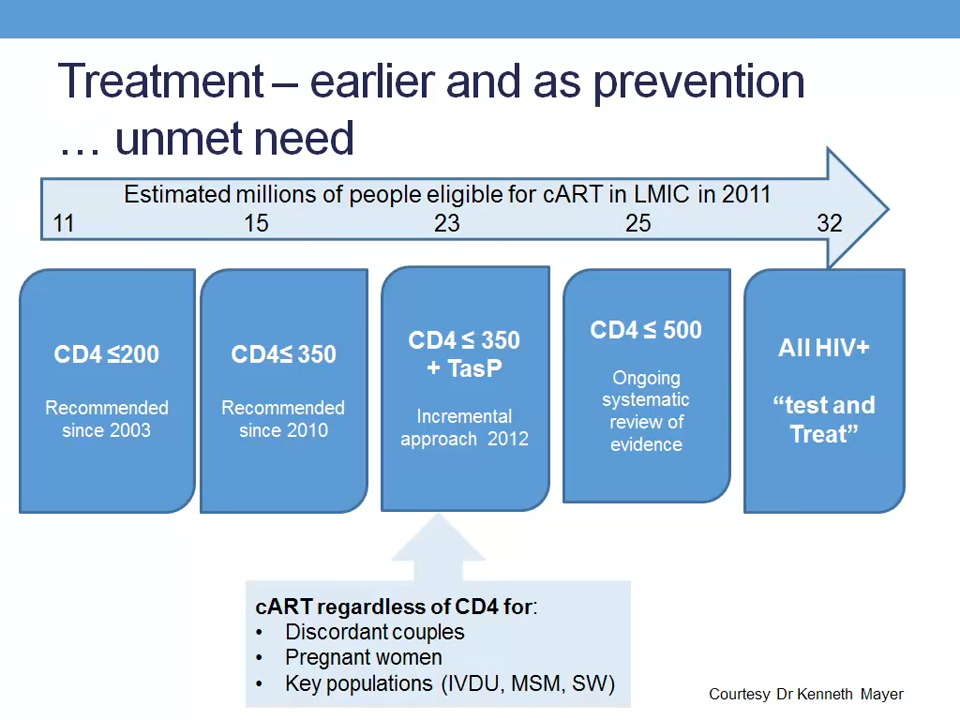 Treatment – earlier and as prevention
… unmet need
Estimated millions of people eligible for cART in LMIC in 2011
11 15 23 25 32
CD4 ≤200
Recommended
since 2003
CD4≤ 350
Recommended
since 2010
CD4 ≤ 350
+ TasP
Incremental
approach 2012
CD4 ≤ 500
Ongoing
systematic
review of
evidence
All HIV+
“test and
Treat”
cART regardless of CD4 for:
• Discordant couples
• Pregnant women
• Key populations (IVDU, MSM, SW)
Courtesy Dr Kenneth Mayer